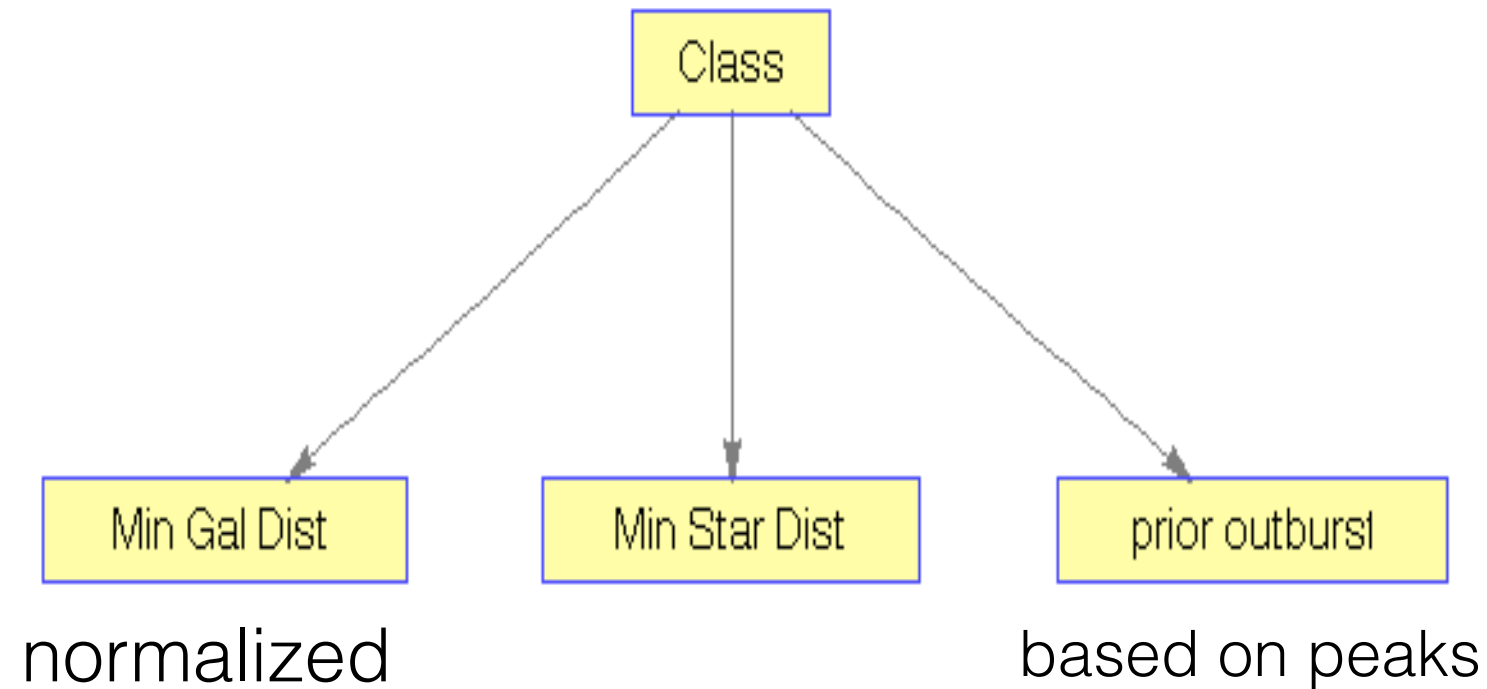 Class
Min Gal Dist
Min Star Dist
prior outburst
normalized
based on peaks